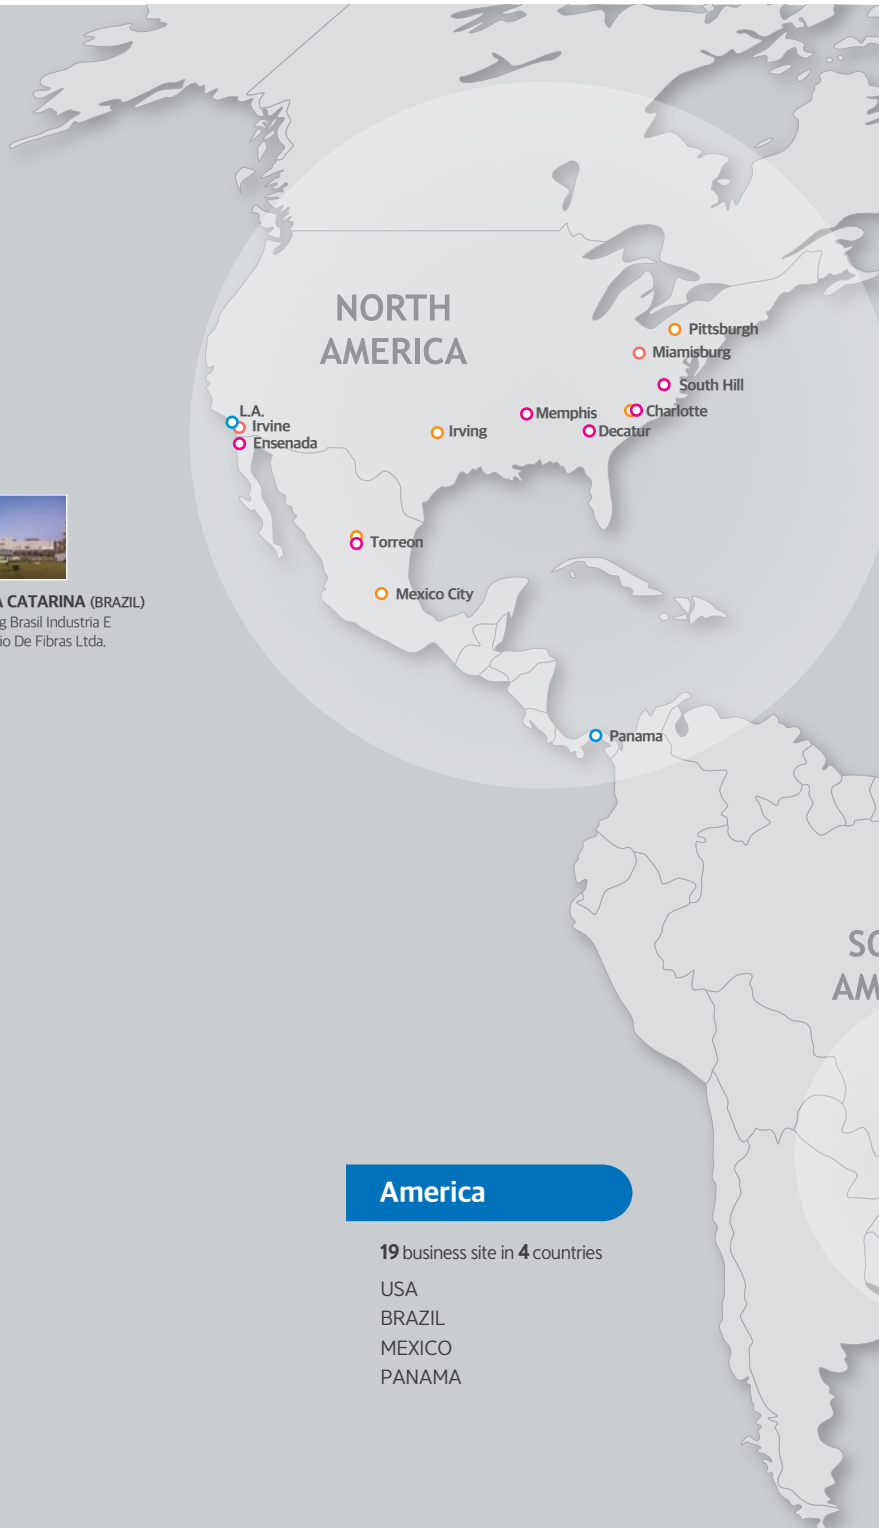 NORTH
AMERICA
Pittsburgh
Miamisburg
South Hill
L.A.
Memphis
Charlotte
Irvine
Irving
Decatur
Ensenada
Torreon
Mexico City
A CATARINA (BRAZIL)
g Brasil Industria E
io De Fibras Ltda.
Panama
SO
AM
America
19 business site in 4 countries
USA
BRAZIL
MEXICO
PANAMA